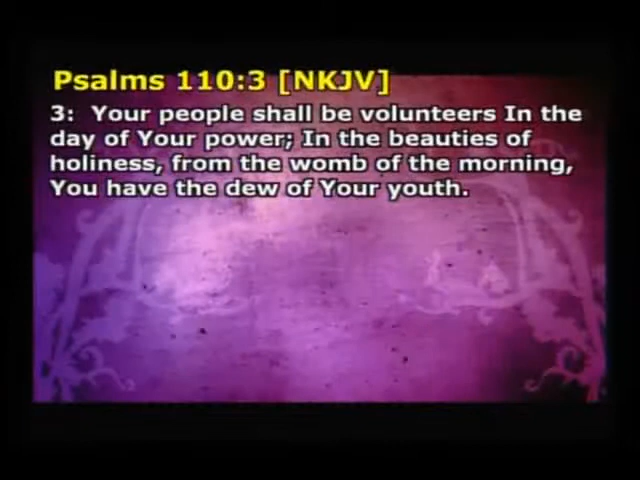 Psalms 110:3 [NKJV]
3:  Your people shall be volunteers In the
day of Your power; In the beauties of
holiness, from the womb of the morning,
You have the dew of Your youth.